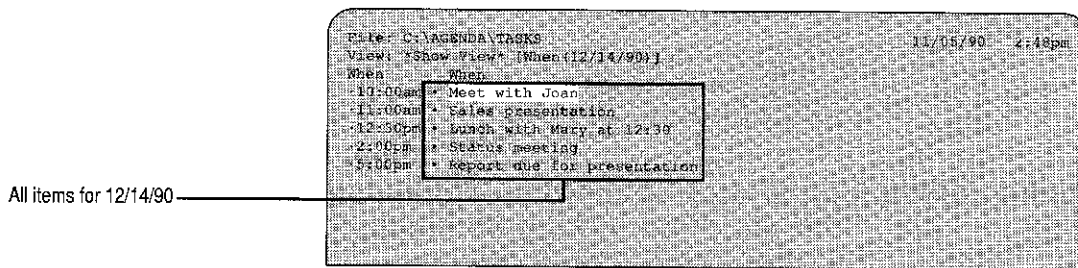 File: C:\AGENDA\TASKS 11/05/90 2:48pm
View: *Show View* [When(12/14/90)]
When When
·10:00am • Meet with Joan
·11:00am • Sales presentation
·12:30pm • Lunch with Mary at 12:30
·2:00pm • Status meeting
·5:00pm • Report due for presentation
All items for 12/14/90